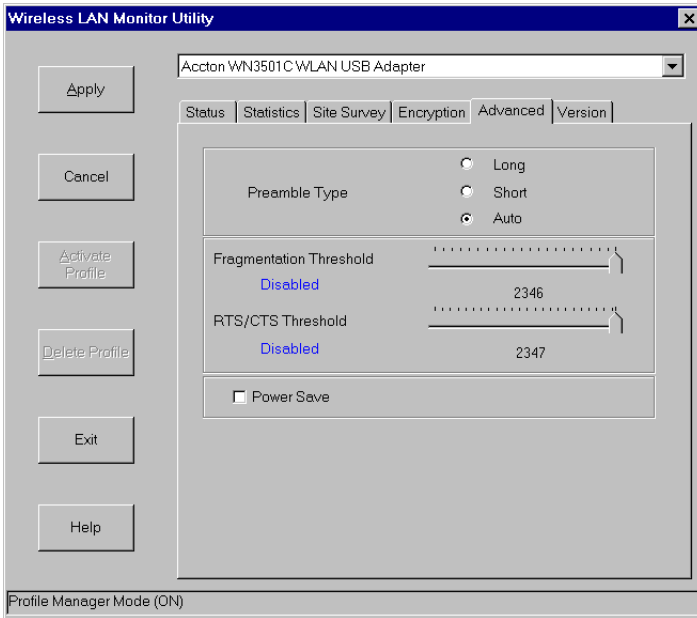 Wireless LAN Monitor Utility
Accton WN3501C WLAN USB Adapter
Apply
Cancel
Activate
Profile
Delete Profile
Exit
Help
Status Statistics Site Survey Encryption Advanced Version
Preamble Type
Long
Short
Auto
Fragmentation Threshold
Disabled
2346
RTS/CTS Threshold
Disabled
2347
Power Save
Profile Manager Mode (ON)